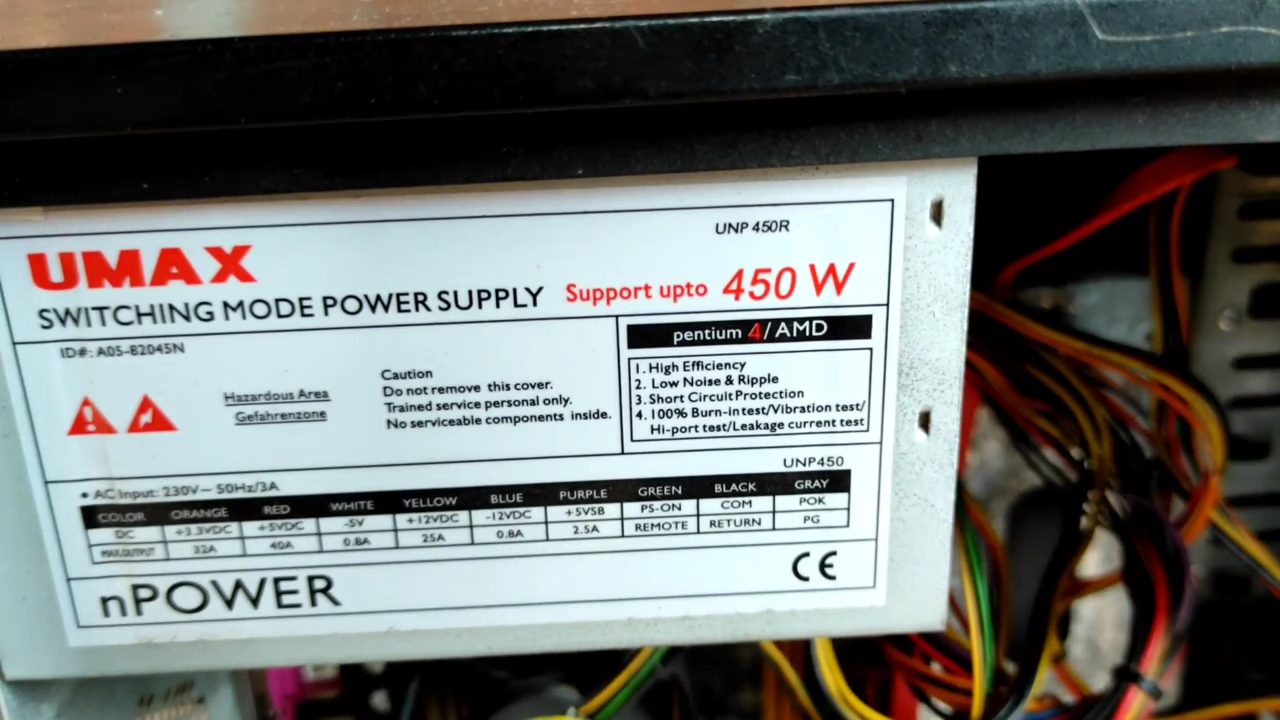 UNP 450R
UMAX
SWITCHING MODE POWER SUPPLY Support upto 450 W
ID#: A05-82045N
pentium 4/AMD
Hazardous Area
Gefahrenzone
Caution
Do not remove this cover.
Trained service personal only.
No serviceable components inside.
1. High Efficiency
2. Low Noise & Ripple
3. Short Circuit Protection
4. 100% Burn-in test/Vibration test/
Hi-port test/Leakage current test
• AC Input: 230V~ 50Hz/3A
UNP450
COLOR ORANGE RED WHITE YELLOW BLUE PURPLE GREEN BLACK GRAY
DC +3.3VDC +5VDC -5V +12VDC -12VDC +5VSB PS-ON COM POK
MAX.OUTPUT 32A 40A 0.8A 25A 0.8A 2.5A REMOTE RETURN PG
nPOWER
CE